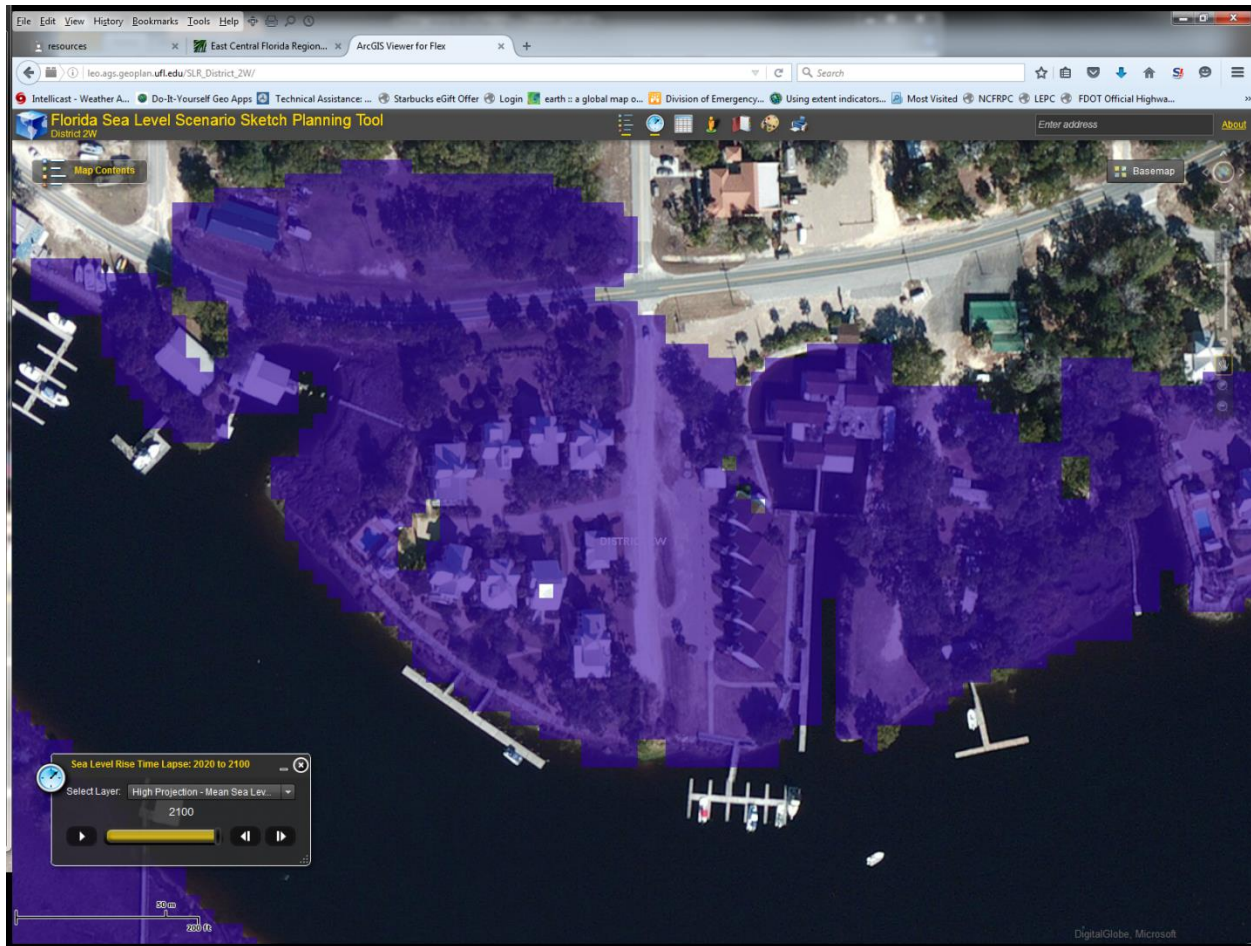 File Edit View History Bookmarks Tools Help
resources East Central Florida Region... ArcGIS Viewer for Flex
leo.ags.geoplan.ufl.edu/SLR_District_2W/ Search
Intellicast - Weather A... Do-It-Yourself Geo Apps Technical Assistance: ... Starbucks eGift Offer Login earth :: a global map o... Division of Emergency... Using extent indicators... Most Visited NCFRPC LEPC FDOT Official Highwa...
Florida Sea Level Scenario Sketch Planning Tool Enter address About
District 2W
Map Contents Basemap
Sea Level Rise Time Lapse: 2020 to 2100
Select Layer: High Projection - Mean Sea Lev...
2100
50 m
200 ft
DigitalGlobe, Microsoft